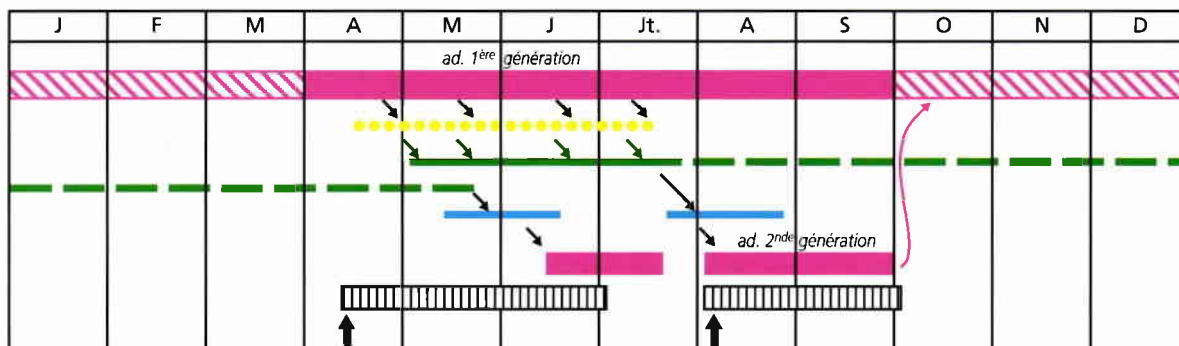 J F M A M J Jt. A S O N D
ad. 1ère génération
ad. 2nde génération